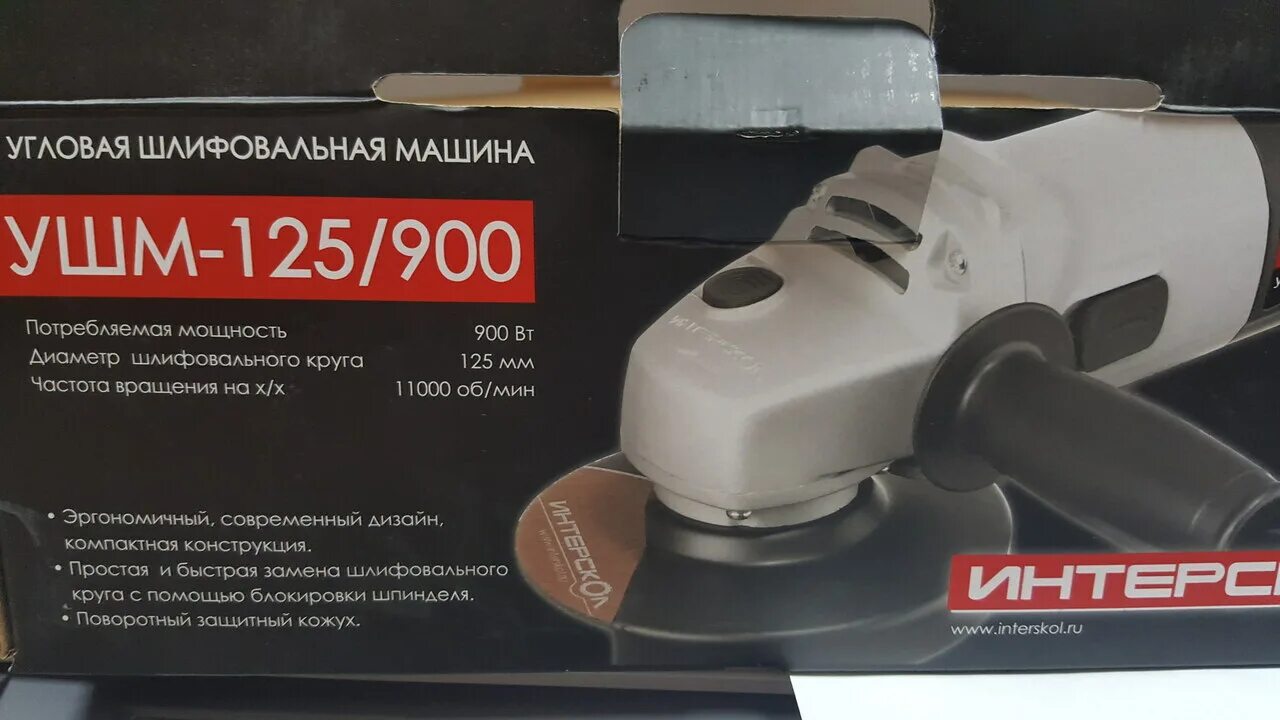 УГЛОВАЯ ШЛИФОВАЛЬНАЯ МАШИНА
УШМ-125/900
Потребляемая мощность 900 Вт
Диаметр шлифовального круга 125 мм
Частота вращения на х/х 11000 об/мин
• Эргономичный, современный дизайн,
компактная конструкция.
• Простая и быстрая замена шлифовального
круга с помощью блокировки шпинделя.
• Поворотный защитный кожух.
ИНТЕРСКОЛ
ИНТЕРСКОЛ
ИНТЕРС
www.interskol.ru